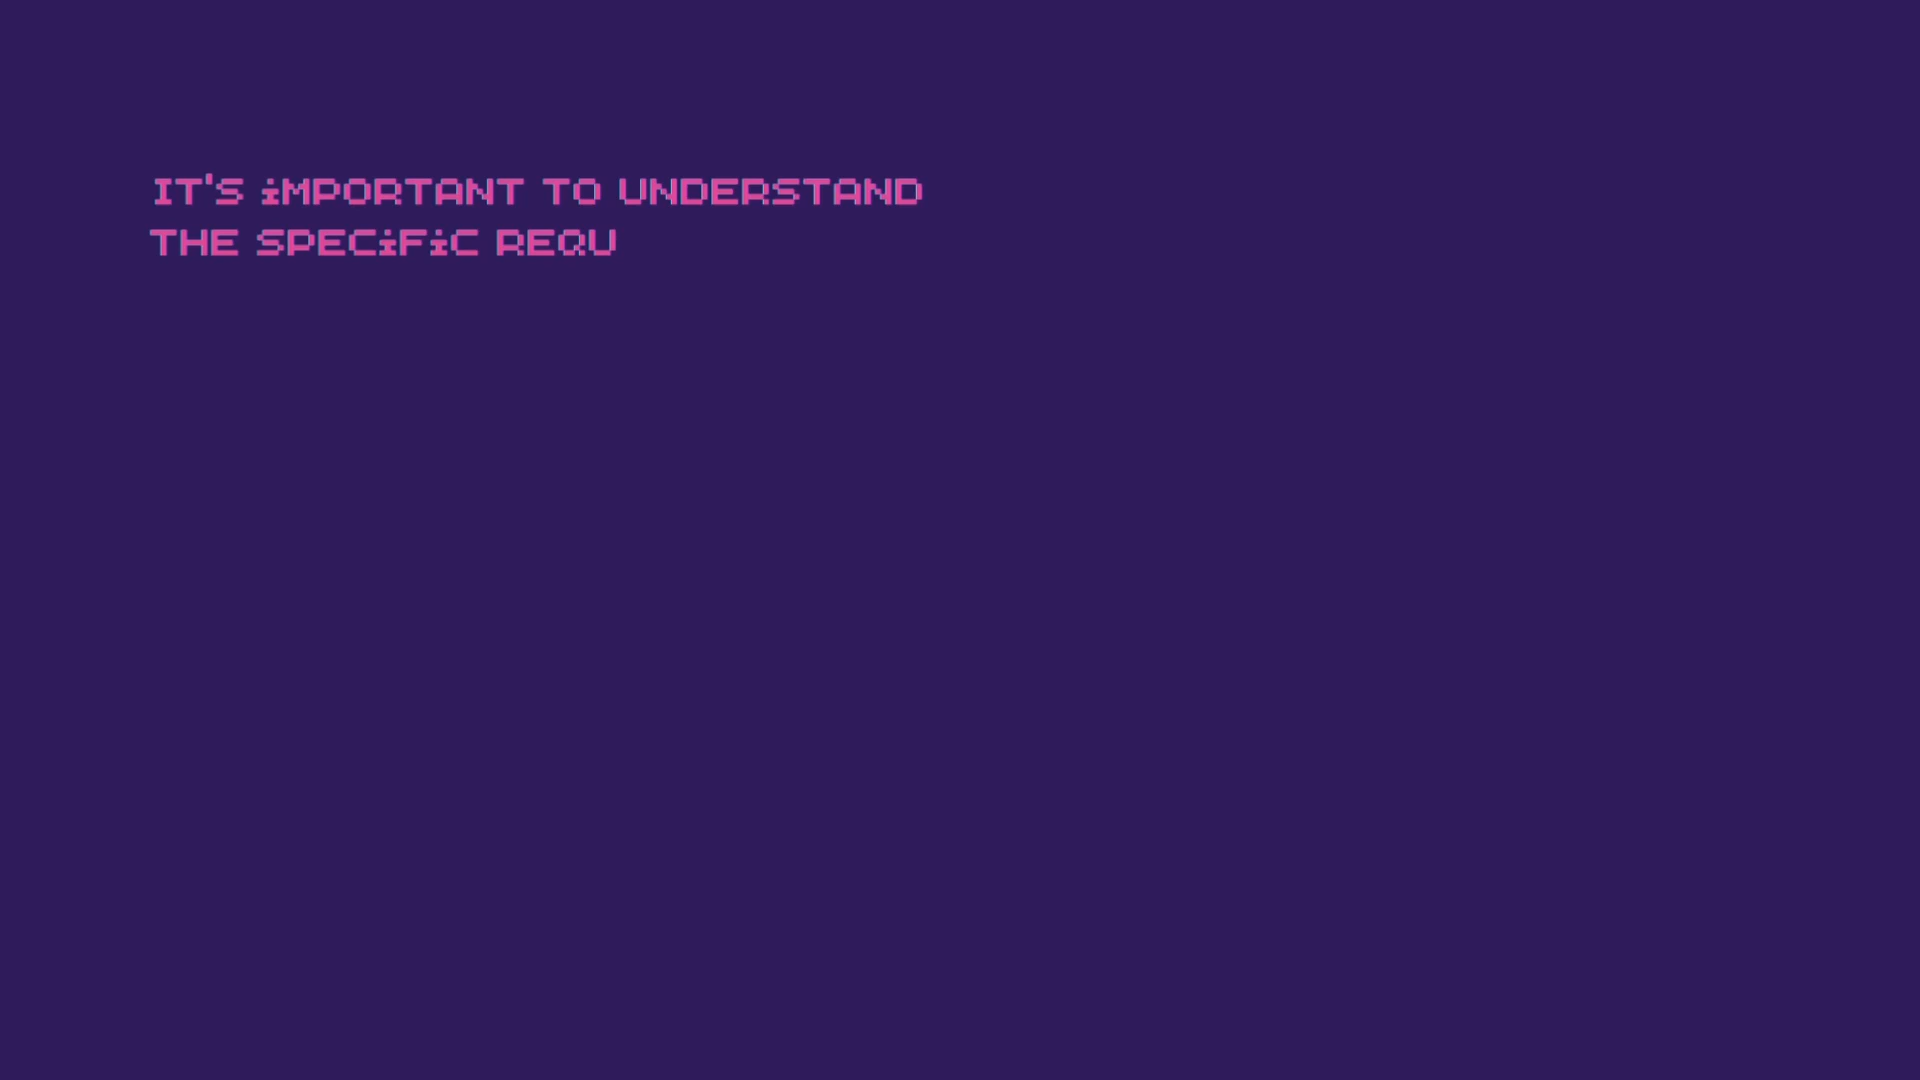 IT'S iMPORTANT TO UNDERSTAND
THE SPECiFiC REQU